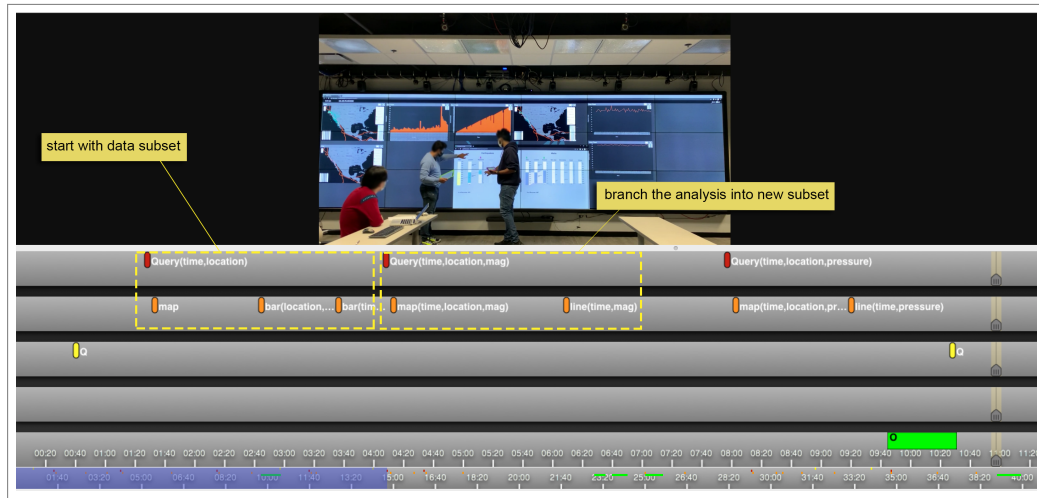 start with data subset
branch the analysis into new subset
Query(time,location)
Query(time,location,mag)
Query(time,location,pressure)
map
bar(location,...
bar(tim...
map(time,location,mag)
line(time,mag)
map(time,location,pr...
line(time,pressure)
Q
Q
O
00:20 00:40 01:00 01:20 01:40 02:00 02:20 02:40 03:00 03:20 03:40 04:00 04:20 04:40 05:00 05:20 05:40 06:00 06:20 06:40 07:00 07:20 07:40 08:00 08:20 08:40 09:00 09:20 09:40 10:00 10:20 10:40 11:00 11:20
01:40 03:20 05:00 06:40 08:20 10:00 11:40 13:20 15:00 16:40 18:20 20:00 21:40 23:20 25:00 26:40 28:20 30:00 31:40 33:20 35:00 36:40 38:20 40:00